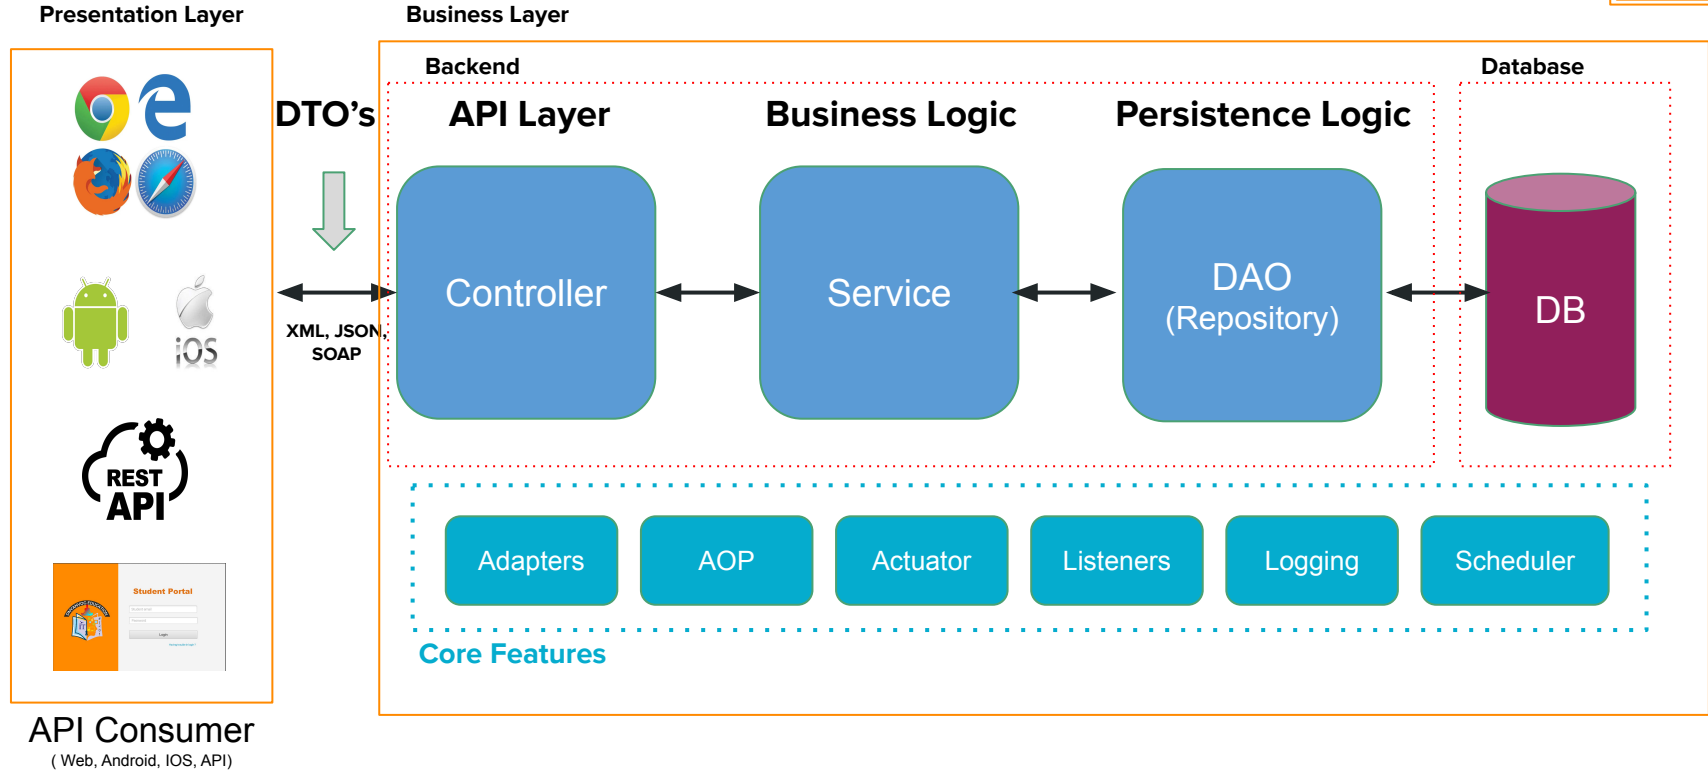 Presentation Layer
Business Layer
Backend
Database
DTO's
API Layer
Business Logic
Persistence Logic
Controller
Service
DAO
(Repository)
DB
XML, JSON,
SOAP
iOS
REST
API
Student Portal
Login
Adapters
AOP
Actuator
Listeners
Logging
Scheduler
Core Features
API Consumer
( Web, Android, IOS, API)